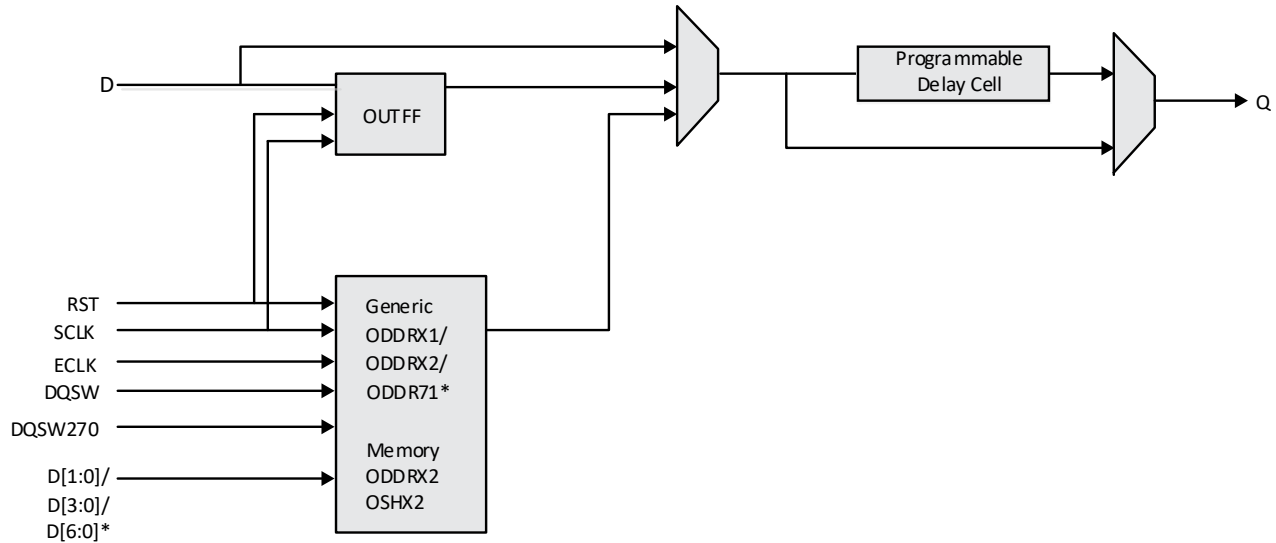 D
OUTFF
Programmable
Delay Cell
Q
RST
SCLK
ECLK
DQSW
DQSW270
D[1:0]/
D[3:0]/
D[6:0]*
Generic
ODDRX1/
ODDRX2/
ODDR71*
Memory
ODDRX2
OSHX2